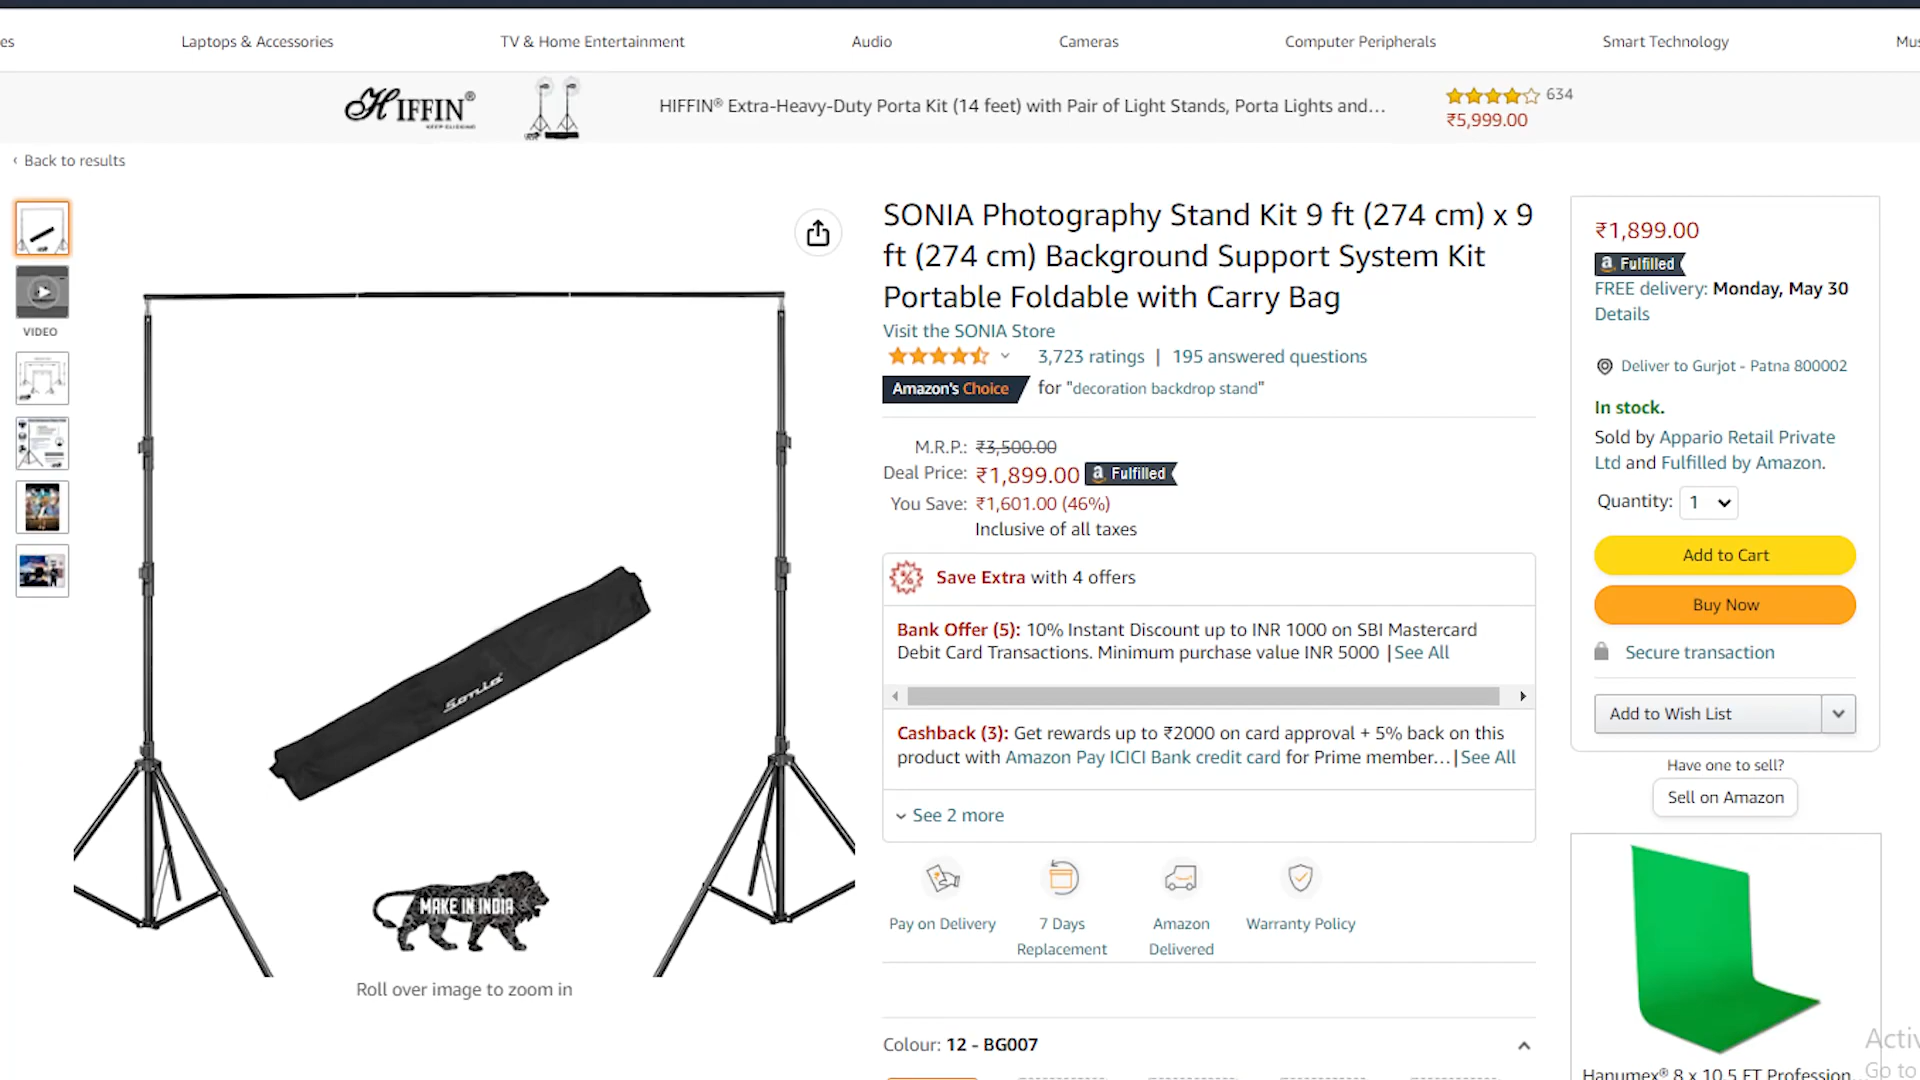 es
Laptops & Accessories
TV & Home Entertainment
Audio
Cameras
Computer Peripherals
Smart Technology
Mus
HIFFIN®
KEEP CLICKING
HIFFIN® Extra-Heavy-Duty Porta Kit (14 feet) with Pair of Light Stands, Porta Lights and...
634
₹5,999.00
‹ Back to results
VIDEO
Sonia
MAKE IN INDIA
Roll over image to zoom in
SONIA Photography Stand Kit 9 ft (274 cm) x 9
ft (274 cm) Background Support System Kit
Portable Foldable with Carry Bag
Visit the SONIA Store
3,723 ratings | 195 answered questions
Amazon's Choice for "decoration backdrop stand"
M.R.P.: ₹3,500.00
Deal Price: ₹1,899.00 a Fulfilled
You Save: ₹1,601.00 (46%)
Inclusive of all taxes
Save Extra with 4 offers
Bank Offer (5): 10% Instant Discount up to INR 1000 on SBI Mastercard
Debit Card Transactions. Minimum purchase value INR 5000 |See All
Cashback (3): Get rewards up to ₹2000 on card approval + 5% back on this
product with Amazon Pay ICICI Bank credit card for Prime member... |See All
See 2 more
Pay on Delivery
7 Days
Replacement
Amazon
Delivered
Warranty Policy
Colour: 12 - BG007
₹1,899.00
a Fulfilled
FREE delivery: Monday, May 30
Details
Deliver to Gurjot - Patna 800002
In stock.
Sold by Appario Retail Private
Ltd and Fulfilled by Amazon.
Quantity: 1
Add to Cart
Buy Now
Secure transaction
Add to Wish List
Have one to sell?
Sell on Amazon
Hanumex® 8 x 10.5 FT Profession...
Activ
Go to